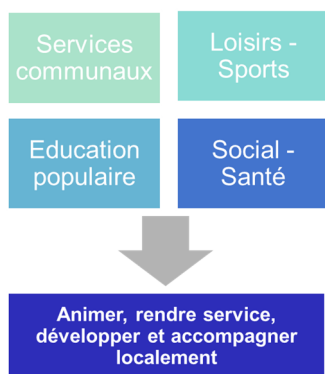 Services
communaux
Loisirs -
Sports
Education
populaire
Social -
Santé
Animer, rendre service,
développer et accompagner
localement